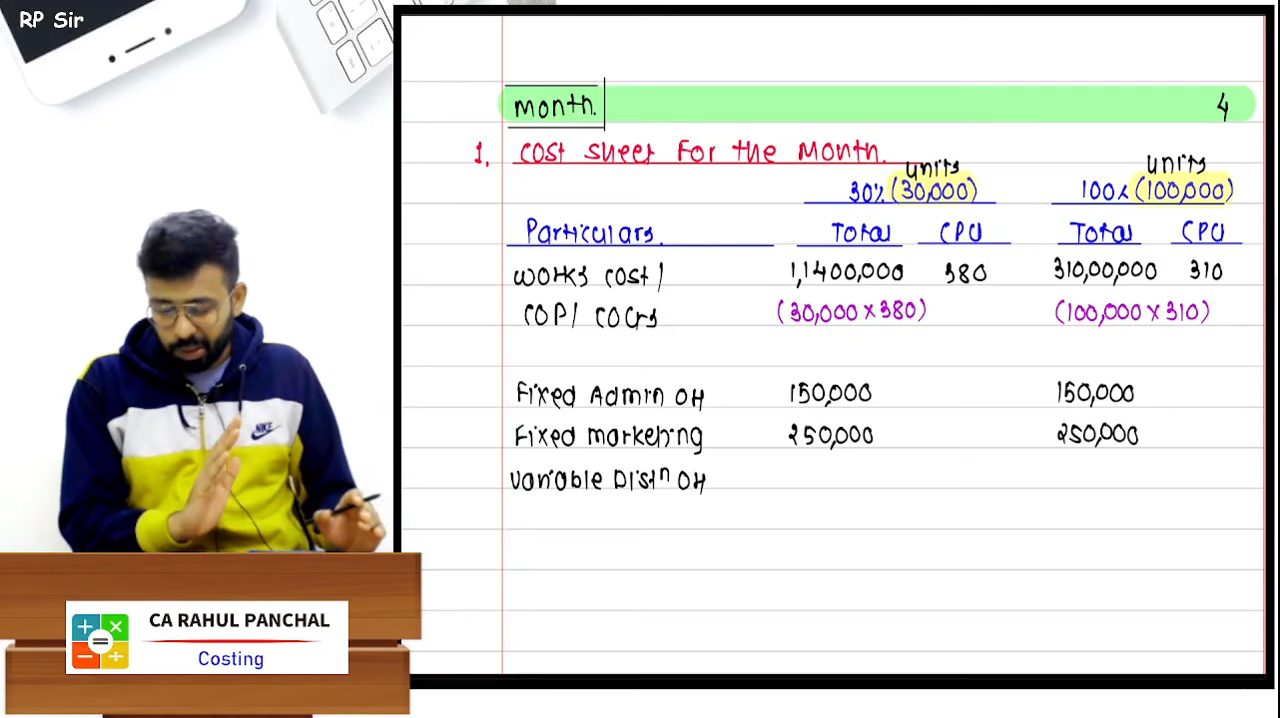 RP Sir
month. 4
1. Cost sheet For the Month.
units units
30% (30,000) 100% (100,000)
Particulars. Total CPU Total CPU
works cost / 1,1400,000 380 310,00,000 310
COP / COGS (30,000 × 380) (100,000 × 310)
Fixed Admin OH 150,000 150,000
Fixed marketing 250,000 250,000
Variable Distn OH
NIKE
CA RAHUL PANCHAL
Costing